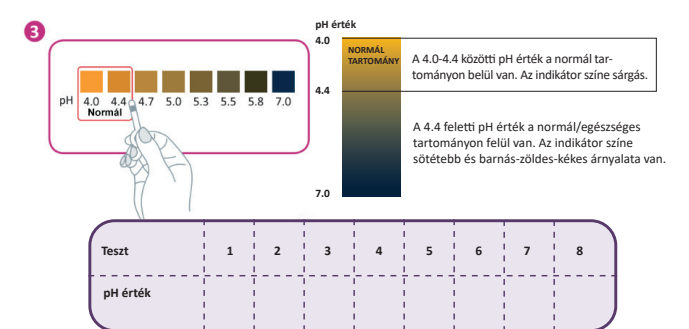 3
pH 4.0 4.4 4.7 5.0 5.3 5.5 5.8 7.0
Normál
pH érték
4.0
NORMÁL
TARTOMÁNY
4.4
7.0
A 4.0-4.4 közötti pH érték a normál tar-
tományon belül van. Az indikátor színe sárgás.
A 4.4 feletti pH érték a normál/egészséges
tartományon felül van. Az indikátor színe
sötétebb és barnás-zöldes-kékes árnyalata van.
Teszt 1 2 3 4 5 6 7 8
pH érték